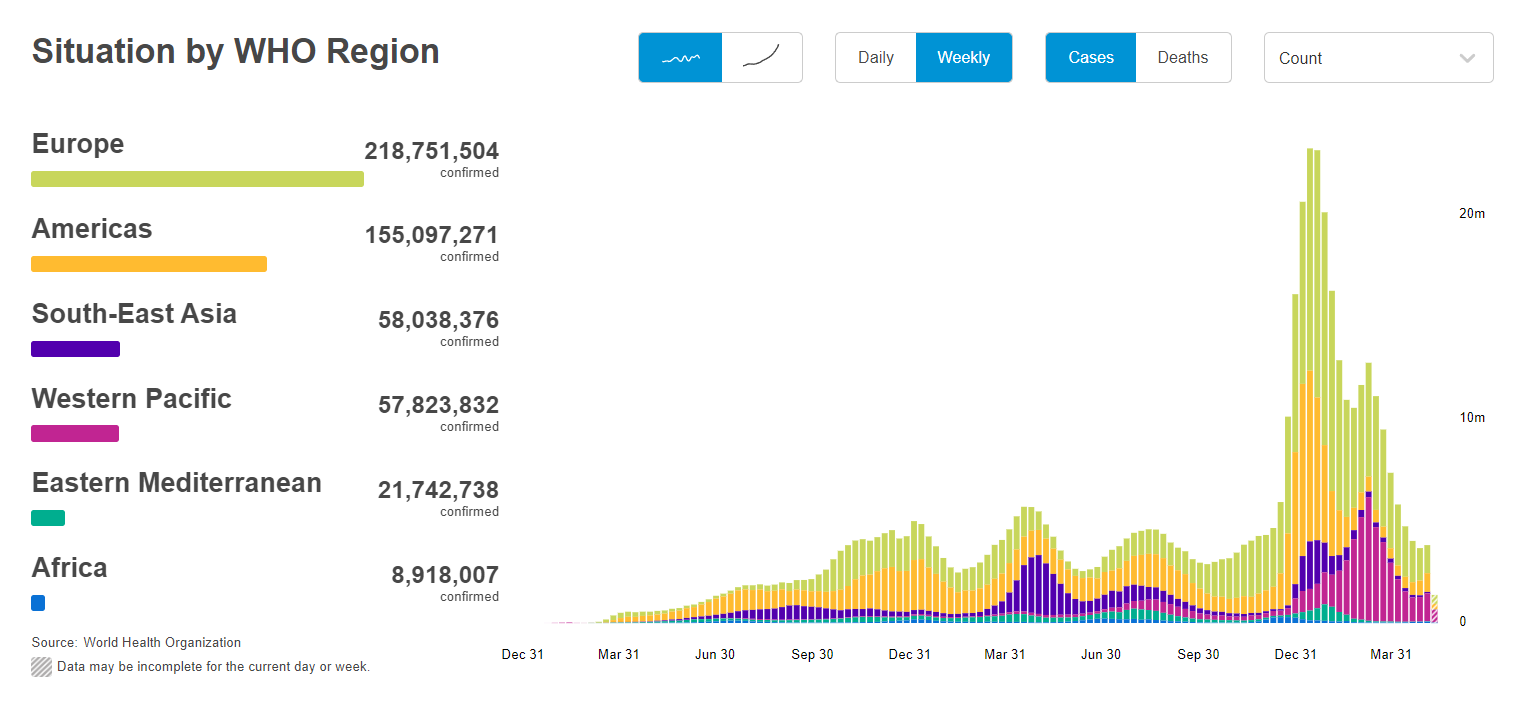 Situation by WHO Region
Daily Weekly Cases Deaths Count
Europe
218,751,504
confirmed
Americas
155,097,271
confirmed
South-East Asia
58,038,376
confirmed
Western Pacific
57,823,832
confirmed
Eastern Mediterranean
21,742,738
confirmed
Africa
8,918,007
confirmed
Source: World Health Organization
Data may be incomplete for the current day or week.
20m
10m
0
Dec 31 Mar 31 Jun 30 Sep 30 Dec 31 Mar 31 Jun 30 Sep 30 Dec 31 Mar 31